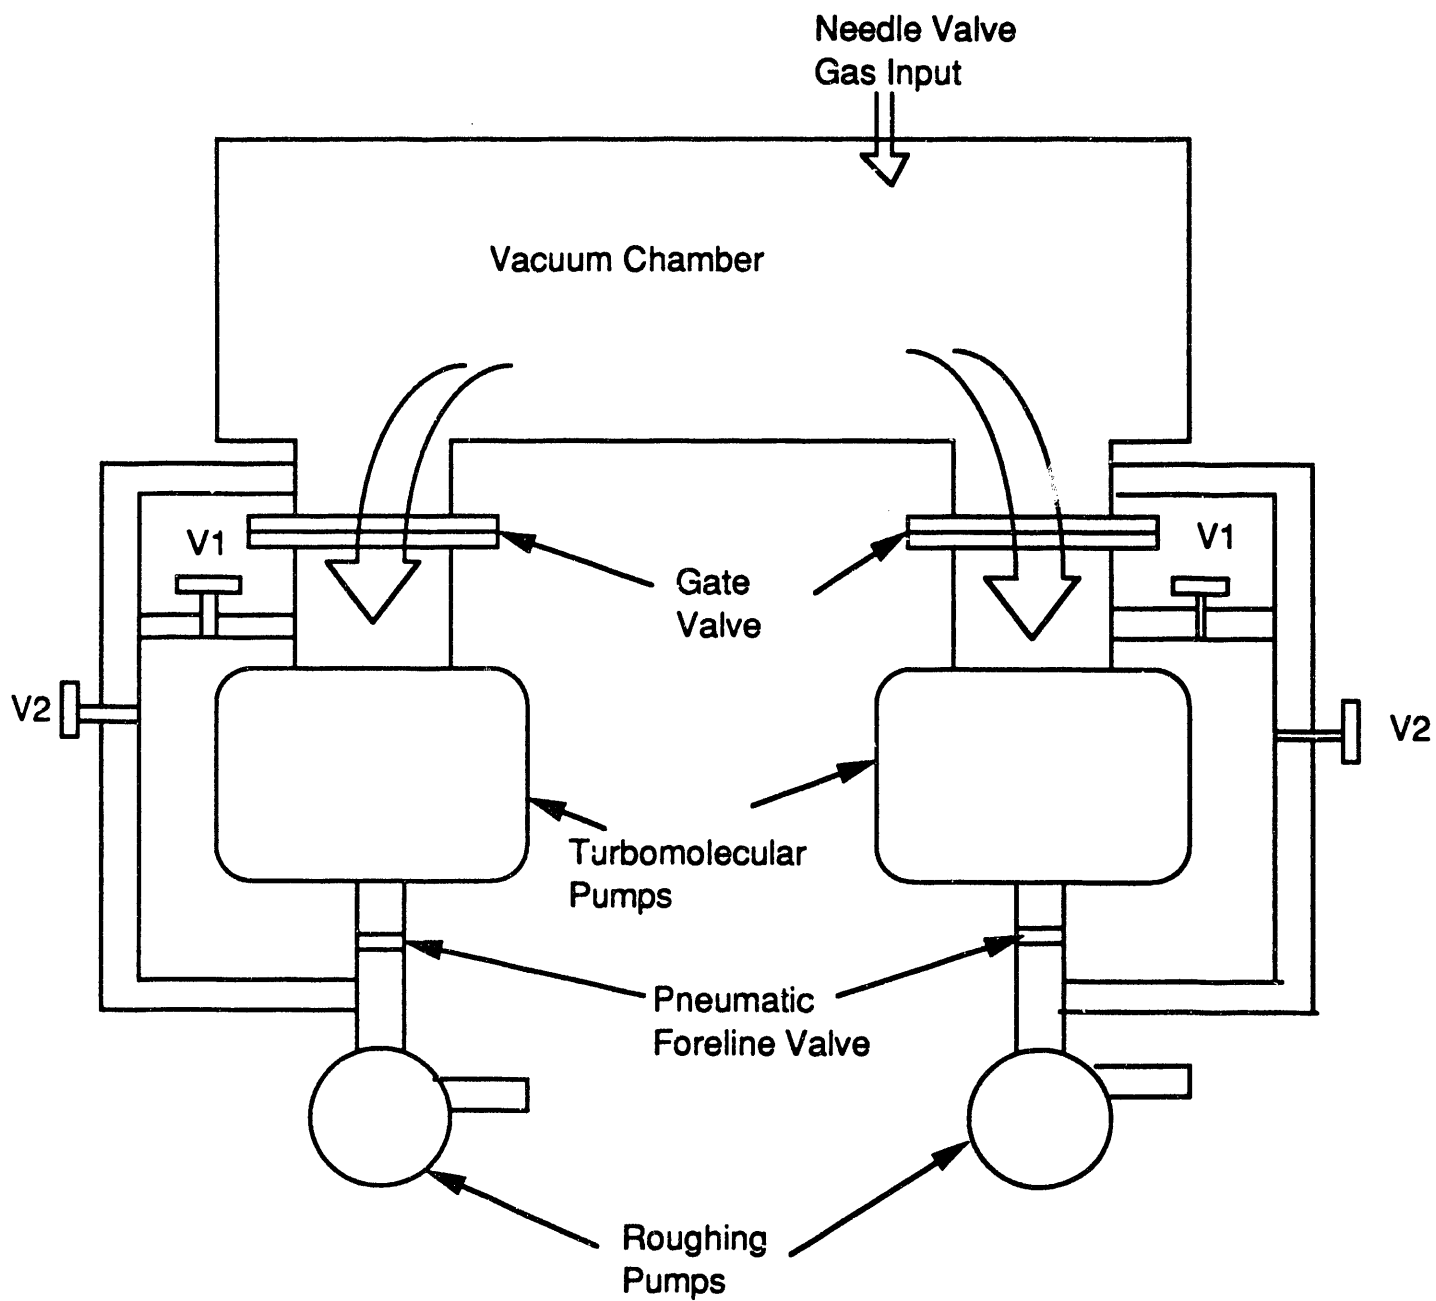 Needle Valve
Gas Input
Vacuum Chamber
V1
V1
Gate
Valve
V2
V2
Turbomolecular
Pumps
Pneumatic
Foreline Valve
Roughing
Pumps